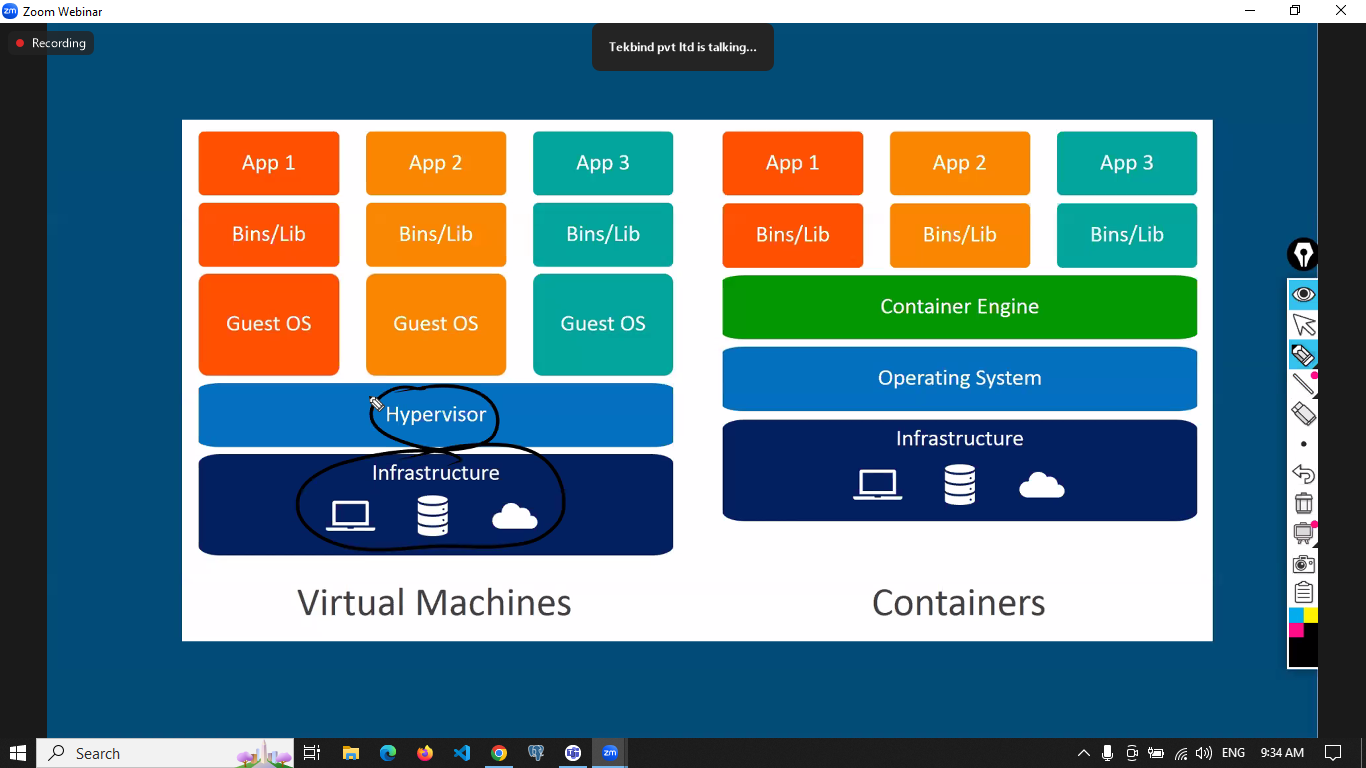 zm Zoom Webinar
Recording
Tekbind pvt ltd is talking...
App 1 App 2 App 3
Bins/Lib Bins/Lib Bins/Lib
Guest OS Guest OS Guest OS
Hypervisor
Infrastructure
Virtual Machines
App 1 App 2 App 3
Bins/Lib Bins/Lib Bins/Lib
Container Engine
Operating System
Infrastructure
Containers
Search
zm
ENG
9:34 AM